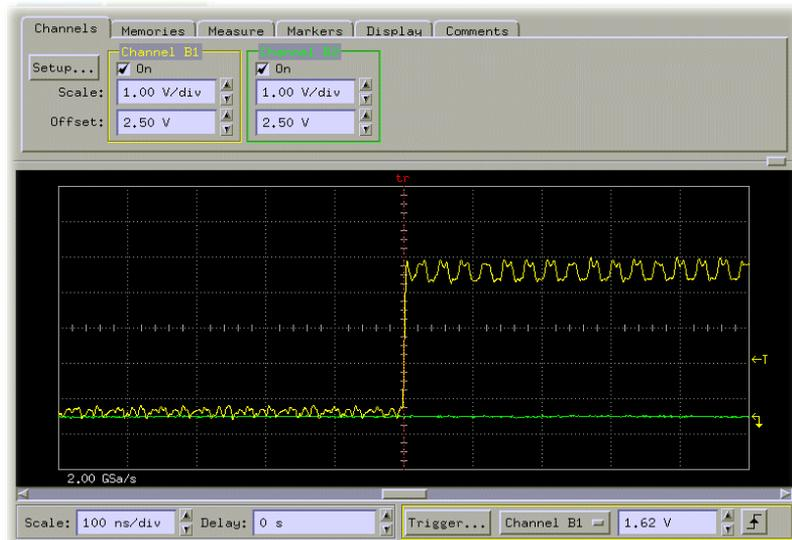 Channels Memories Measure Markers Display Comments
Channel B1
Setup... On On
Scale: 1.00 V/div 1.00 V/div
Offset: 2.50 V 2.50 V
tr
T
2.00 GSa/s
Scale: 100 ns/div Delay: 0 s Trigger... Channel B1 1.62 V